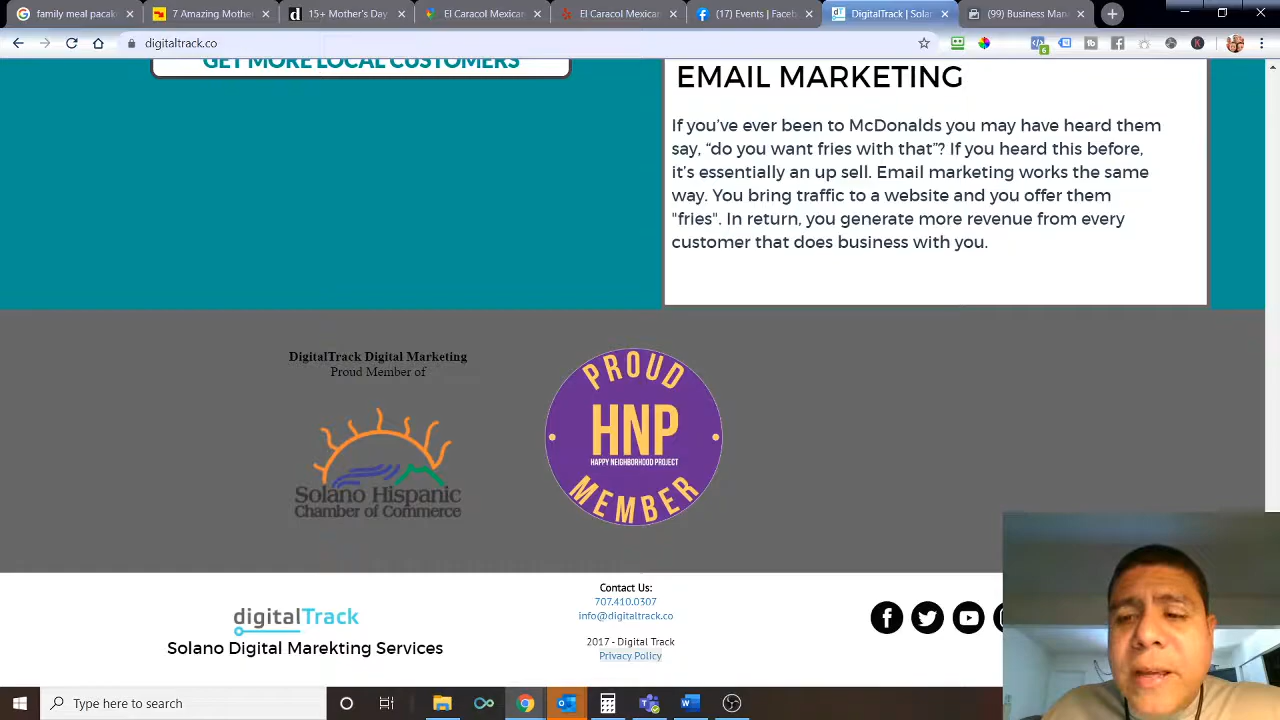 family meal pacak
7 Amazing Mothe
15+ Mother's Day
El Caracol Mexican
El Caracol Mexican
(17) Events | Faceb
DigitalTrack | Solan
(99) Business Man
digitaltrack.co
6
GET MORE LOCAL CUSTOMERS
EMAIL MARKETING
If you've ever been to McDonalds you may have heard them
say, “do you want fries with that”? If you heard this before,
it's essentially an up sell. Email marketing works the same
way. You bring traffic to a website and you offer them
"fries". In return, you generate more revenue from every
customer that does business with you.
DigitalTrack Digital Marketing
Proud Member of
Solano Hispanic
Chamber of Commerce
PROUD
HNP
HAPPY NEIGHBORHOOD PROJECT
MEMBER
digitalTrack
Solano Digital Marekting Services
Contact Us:
707.410.0307
info@digitaltrack.co
2017 - Digital Track
Privacy Policy
Type here to search